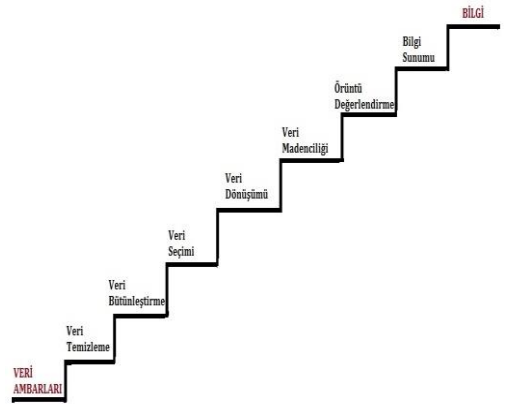 BİLGİ
Bilgi
Sunumu
Örüntü
Değerlendirme
Veri
Madenciliği
Veri
Dönüşümü
Veri
Seçimi
Veri
Bütünleştirme
Veri
Temizleme
VERİ
AMBARLARI